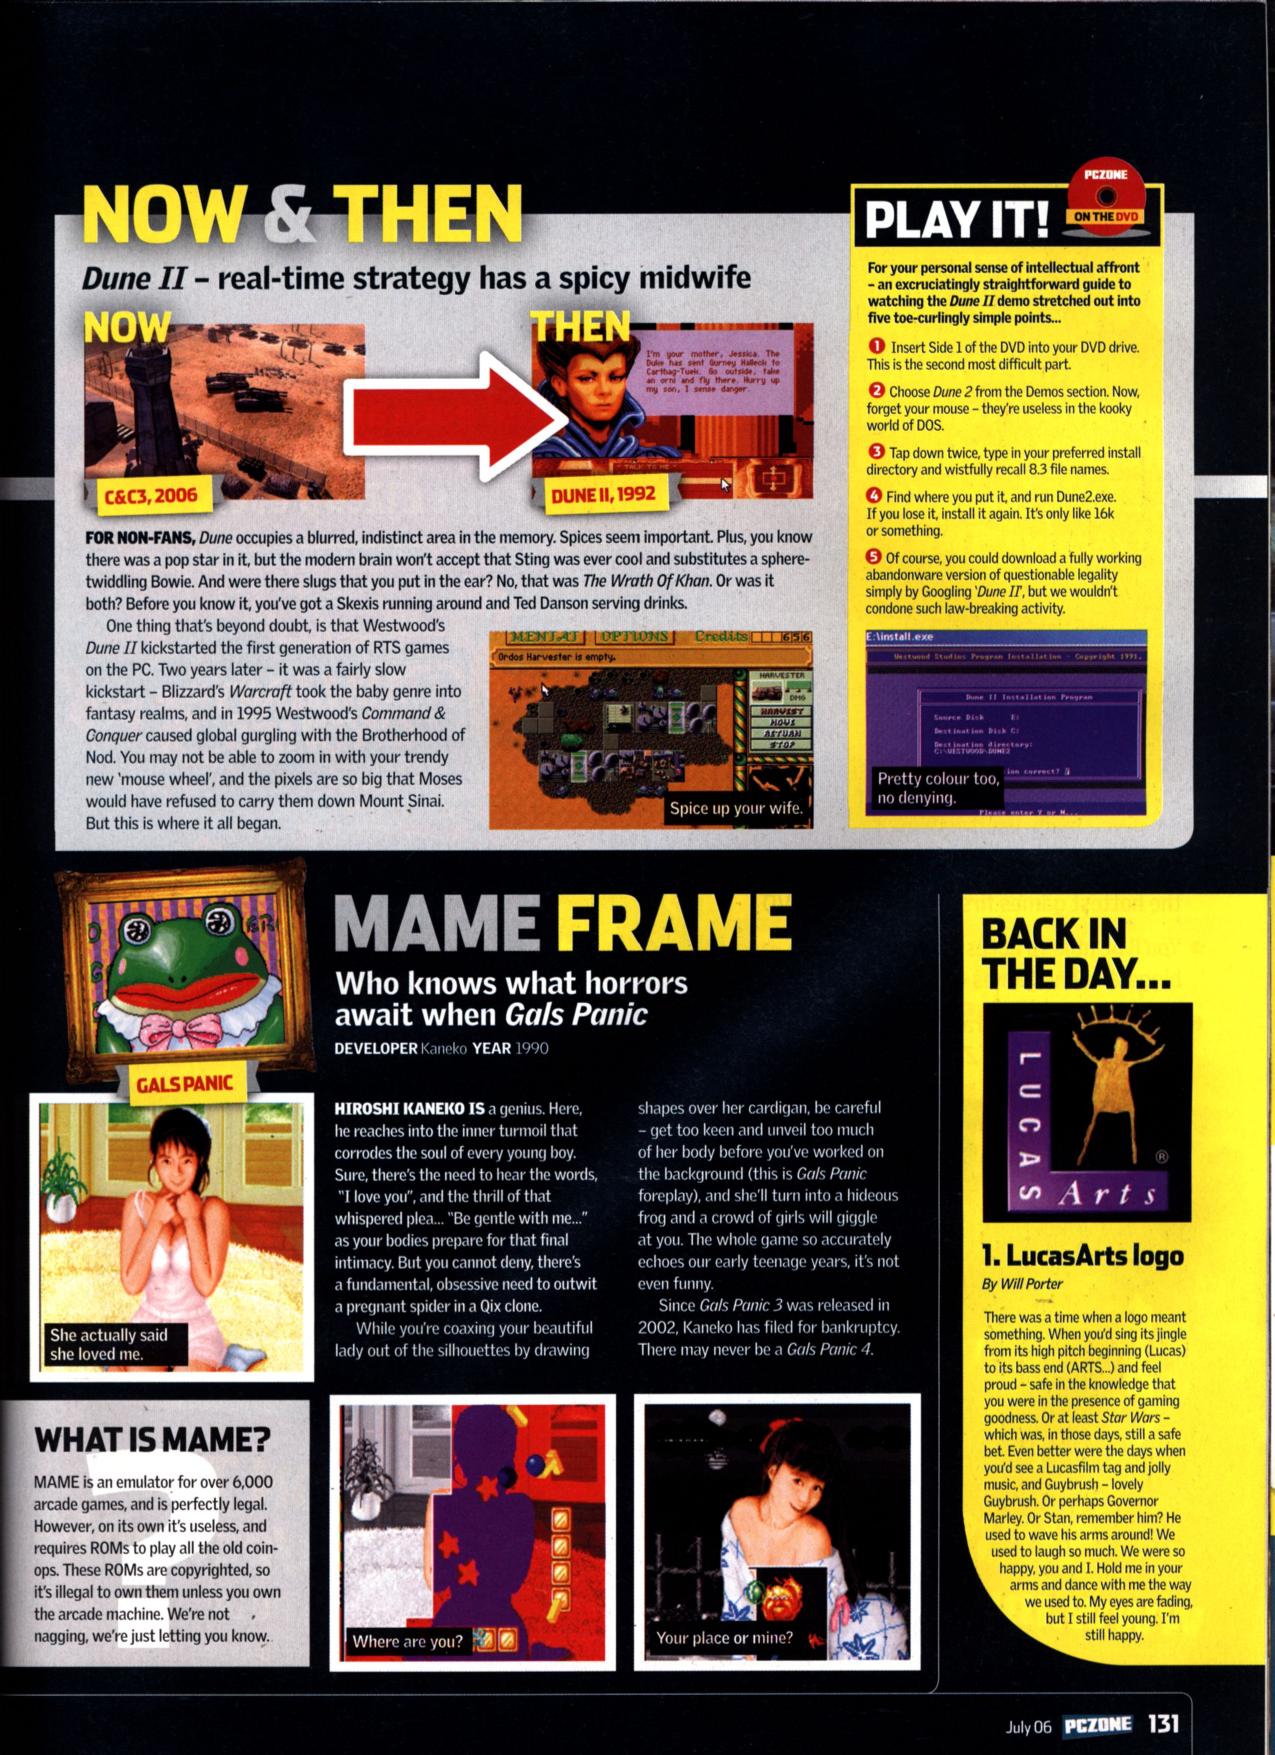 NOW & THEN
Dune II – real-time strategy has a spicy midwife
NOW
C&C3, 2006
THEN
I'm your mother, Jessica. The
Duke has sent Gurney Halleck to
Carthag-Tuek. Go outside, take
an orni and fly there. Hurry up
my son, I sense danger.
TALK TO ME
DUNE II, 1992
FOR NON-FANS, Dune occupies a blurred, indistinct area in the memory. Spices seem important. Plus, you know
there was a pop star in it, but the modern brain won't accept that Sting was ever cool and substitutes a sphere-
twiddling Bowie. And were there slugs that you put in the ear? No, that was The Wrath Of Khan. Or was it
both? Before you know it, you've got a Skexis running around and Ted Danson serving drinks.
One thing that's beyond doubt, is that Westwood's
Dune II kickstarted the first generation of RTS games
on the PC. Two years later – it was a fairly slow
kickstart – Blizzard's Warcraft took the baby genre into
fantasy realms, and in 1995 Westwood's Command &
Conquer caused global gurgling with the Brotherhood of
Nod. You may not be able to zoom in with your trendy
new 'mouse wheel', and the pixels are so big that Moses
would have refused to carry them down Mount Sinai.
But this is where it all began.
MENTAT OPTIONS Credits 656
Ordos Harvester is empty.
HARVESTER
DMG
HARVEST
MOVE
RETURN
STOP
Spice up your wife.
PLAY IT!
PCZONE
ON THE DVD
For your personal sense of intellectual affront
– an excruciatingly straightforward guide to
watching the Dune II demo stretched out into
five toe-curlingly simple points...
1 Insert Side 1 of the DVD into your DVD drive.
This is the second most difficult part.
2 Choose Dune 2 from the Demos section. Now,
forget your mouse – they're useless in the kooky
world of DOS.
3 Tap down twice, type in your preferred install
directory and wistfully recall 8.3 file names.
4 Find where you put it, and run Dune2.exe.
If you lose it, install it again. It's only like 16k
or something.
5 Of course, you could download a fully working
abandonware version of questionable legality
simply by Googling 'Dune II', but we wouldn't
condone such law-breaking activity.
E:\install.exe
Westwood Studios Program Installation - Copyright 1991.
Dune II Installation Program
Source Disk E:
Destination Disk C:
Destination directory:
C:\WESTWOOD\DUNE2
ion correct? Y
Please enter Y or N...
Pretty colour too,
no denying.
GALS PANIC
MAME FRAME
Who knows what horrors
await when Gals Panic
DEVELOPER Kaneko YEAR 1990
She actually said
she loved me.
HIROSHI KANEKO IS a genius. Here,
he reaches into the inner turmoil that
corrodes the soul of every young boy.
Sure, there's the need to hear the words,
"I love you", and the thrill of that
whispered plea... "Be gentle with me..."
as your bodies prepare for that final
intimacy. But you cannot deny, there's
a fundamental, obsessive need to outwit
a pregnant spider in a Qix clone.
While you're coaxing your beautiful
lady out of the silhouettes by drawing
shapes over her cardigan, be careful
– get too keen and unveil too much
of her body before you've worked on
the background (this is Gals Panic
foreplay), and she'll turn into a hideous
frog and a crowd of girls will giggle
at you. The whole game so accurately
echoes our early teenage years, it's not
even funny.
Since Gals Panic 3 was released in
2002, Kaneko has filed for bankruptcy.
There may never be a Gals Panic 4.
WHAT IS MAME?
MAME is an emulator for over 6,000
arcade games, and is perfectly legal.
However, on its own it's useless, and
requires ROMs to play all the old coin-
ops. These ROMs are copyrighted, so
it's illegal to own them unless you own
the arcade machine. We're not
nagging, we're just letting you know.
Where are you?
Your place or mine?
BACK IN
THE DAY...
LUCAS
Arts
®
1. LucasArts logo
By Will Porter
There was a time when a logo meant
something. When you'd sing its jingle
from its high pitch beginning (Lucas)
to its bass end (ARTS...) and feel
proud – safe in the knowledge that
you were in the presence of gaming
goodness. Or at least Star Wars –
which was, in those days, still a safe
bet. Even better were the days when
you'd see a Lucasfilm tag and jolly
music, and Guybrush – lovely
Guybrush. Or perhaps Governor
Marley. Or Stan, remember him? He
used to wave his arms around! We
used to laugh so much. We were so
happy, you and I. Hold me in your
arms and dance with me the way
we used to. My eyes are fading,
but I still feel young. I'm
still happy.
July 06 PCZONE 131